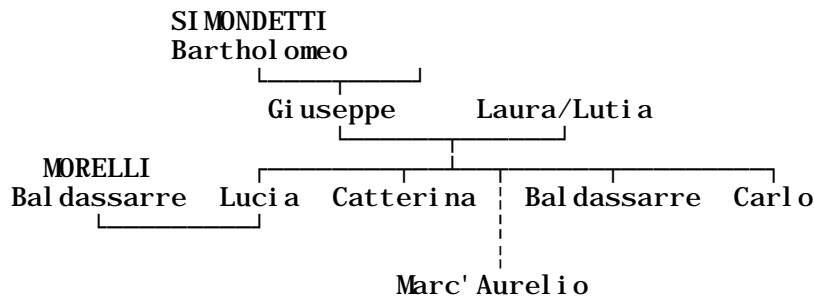 SIMONDETTI
Bartholomeo
Giuseppe Laura/Lutia
MORELLI
Baldassarre Lucia Catterina Baldassarre Carlo
Marc'Aurelio